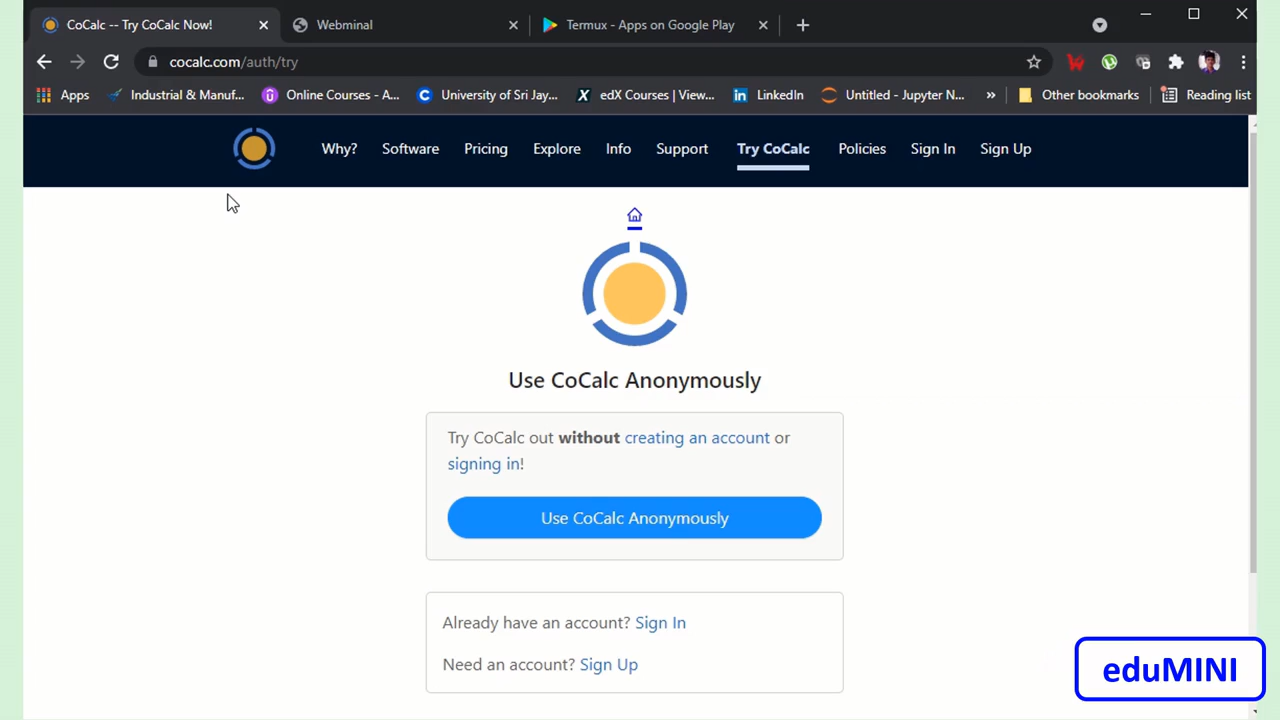 CoCalc -- Try CoCalc Now!
Webminal
Termux - Apps on Google Play
cocalc.com/auth/try
Apps
Industrial & Manuf...
Online Courses - A...
University of Sri Jay...
edX Courses | View...
LinkedIn
Untitled - Jupyter N...
»
Other bookmarks
Reading list
Why?
Software
Pricing
Explore
Info
Support
Try CoCalc
Policies
Sign In
Sign Up
Use CoCalc Anonymously
Try CoCalc out without creating an account or
signing in!
Use CoCalc Anonymously
Already have an account? Sign In
Need an account? Sign Up
eduMINI